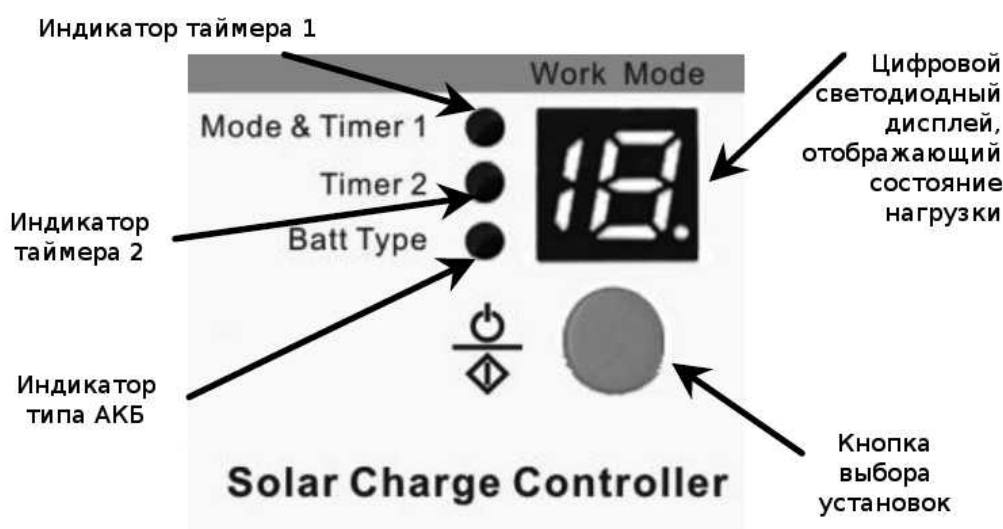 Индикатор таймера 1
Work Mode
Mode & Timer 1
Timer 2
Batt Type
18.
Цифровой
светодиодный
дисплей,
отображающий
состояние
нагрузки
Индикатор
таймера 2
Индикатор
типа АКБ
Solar Charge Controller
Кнопка
выбора
установок